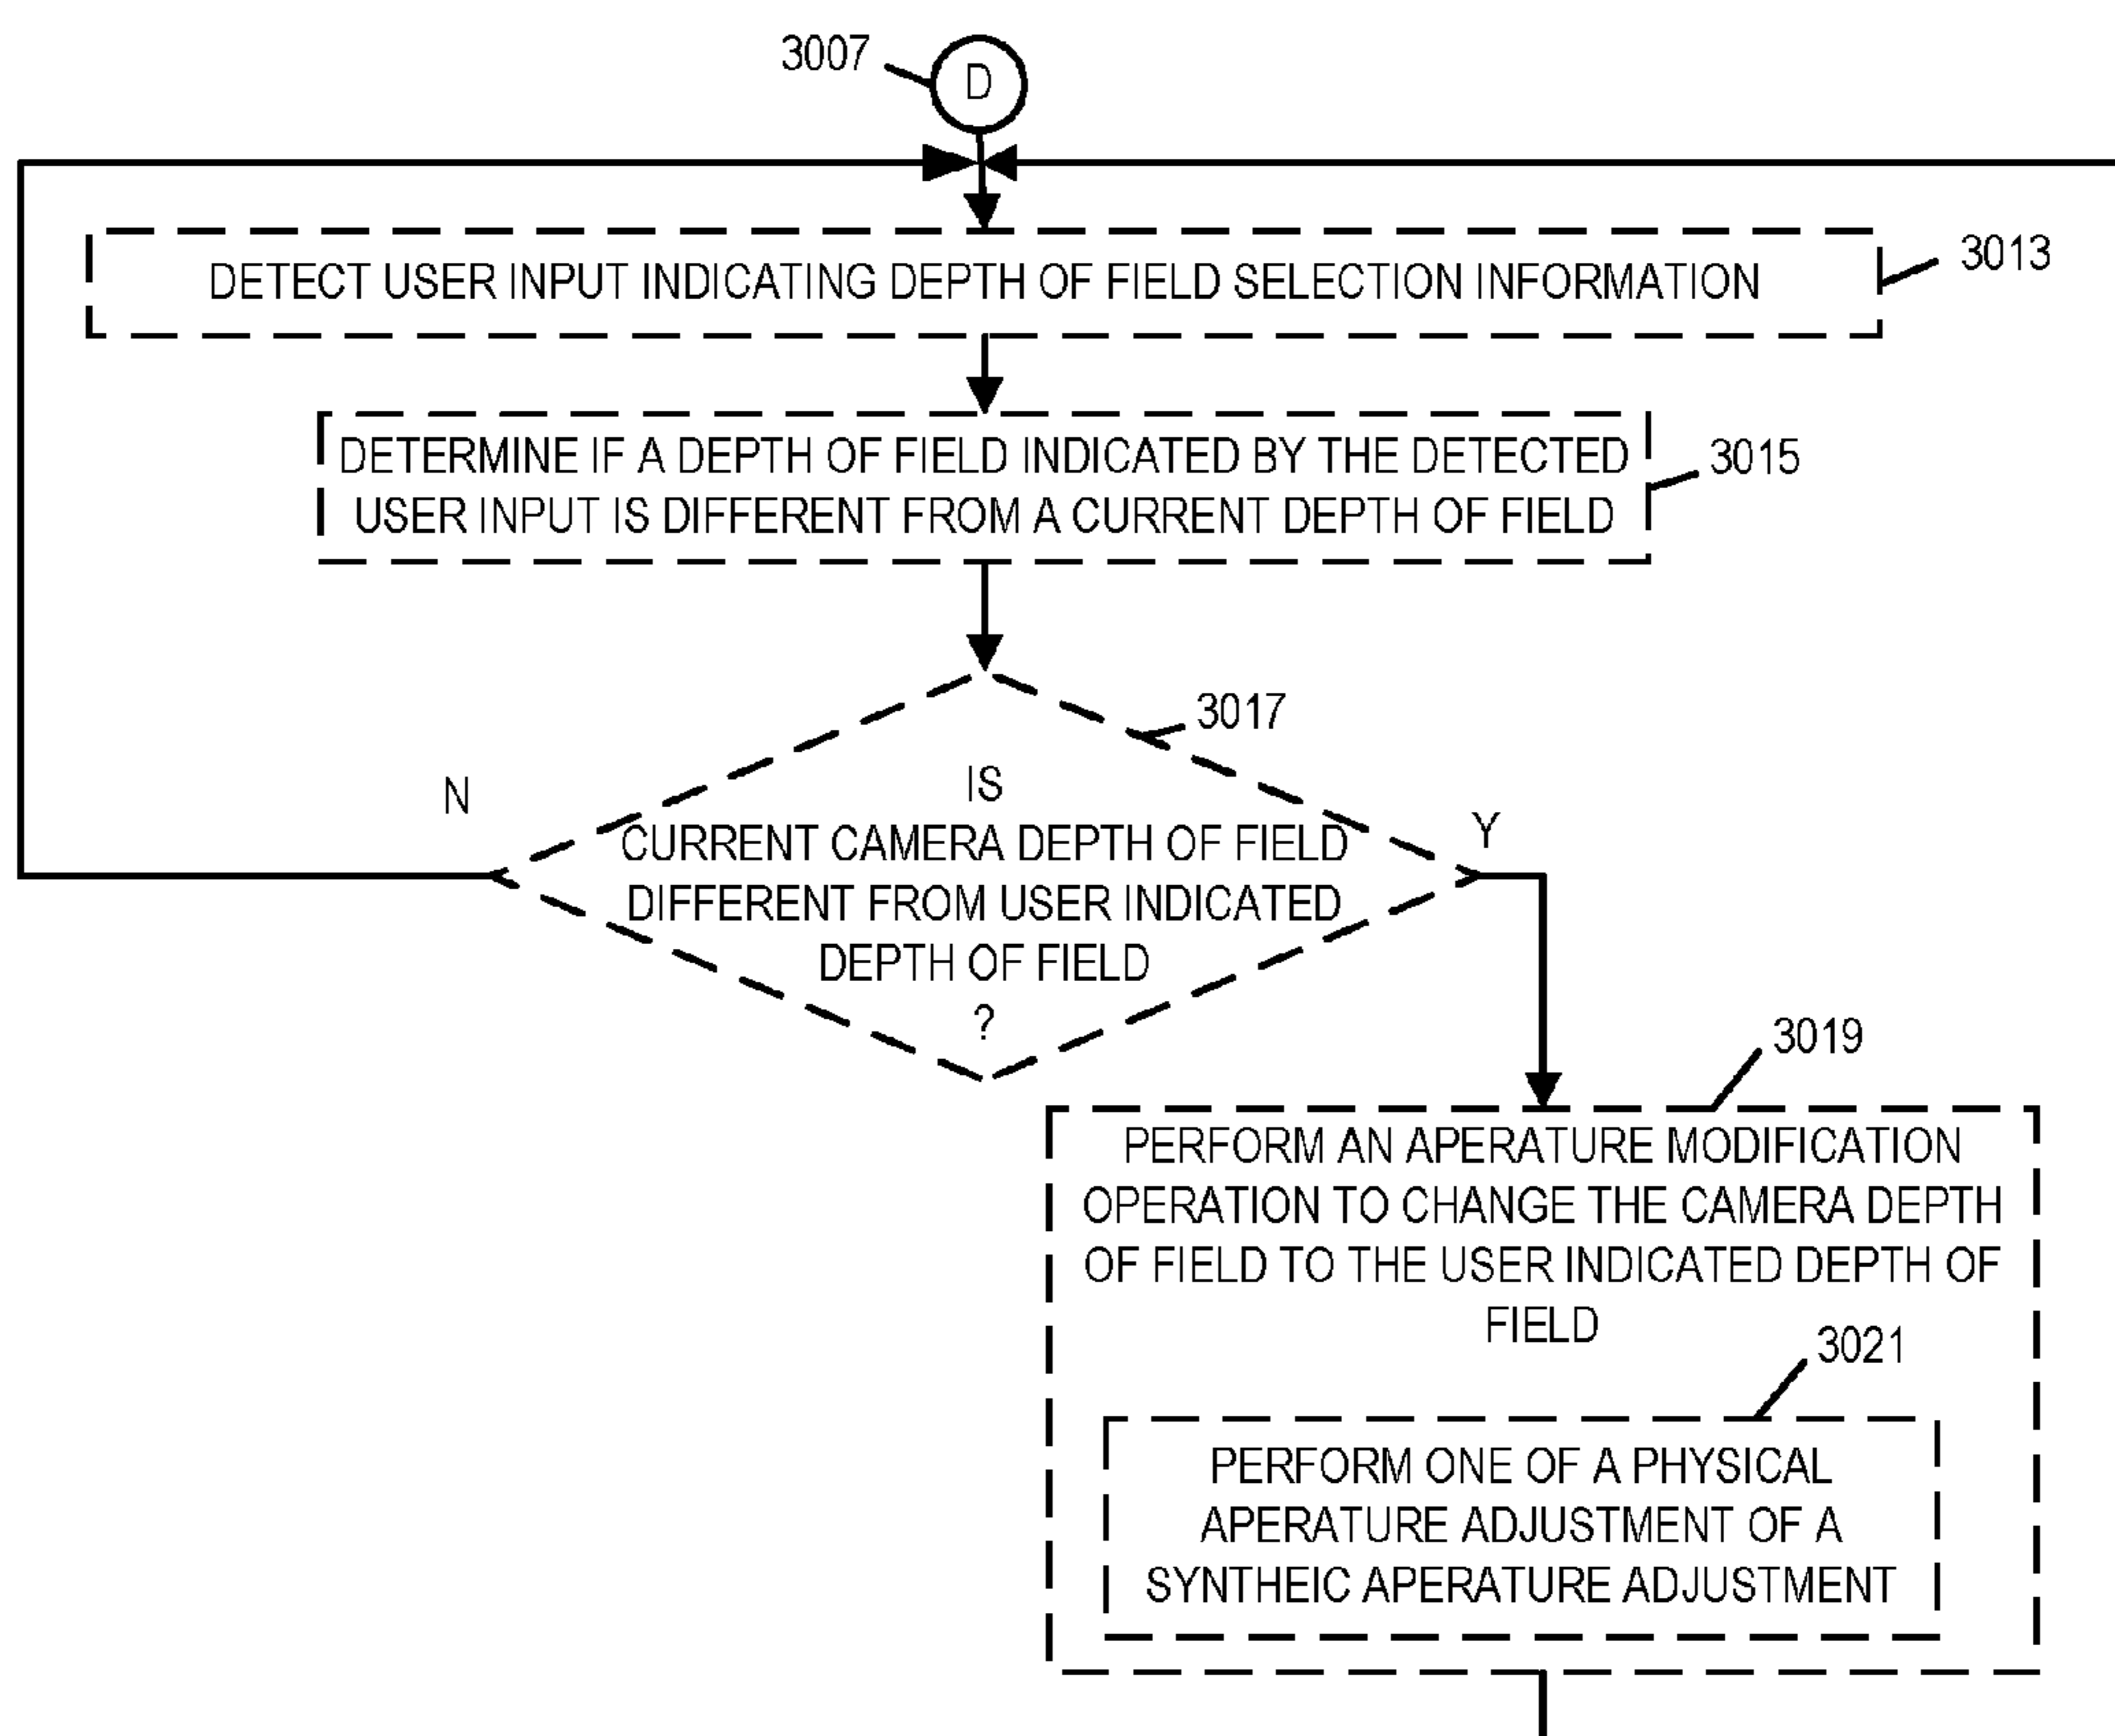 3007
D
DETECT USER INPUT INDICATING DEPTH OF FIELD SELECTION INFORMATION
3013
DETERMINE IF A DEPTH OF FIELD INDICATED BY THE DETECTED
USER INPUT IS DIFFERENT FROM A CURRENT DEPTH OF FIELD
3015
3017
N
IS
CURRENT CAMERA DEPTH OF FIELD
DIFFERENT FROM USER INDICATED
DEPTH OF FIELD
?
Y
3019
PERFORM AN APERATURE MODIFICATION
OPERATION TO CHANGE THE CAMERA DEPTH
OF FIELD TO THE USER INDICATED DEPTH OF
FIELD
3021
PERFORM ONE OF A PHYSICAL
APERATURE ADJUSTMENT OF A
SYNTHEIC APERATURE ADJUSTMENT